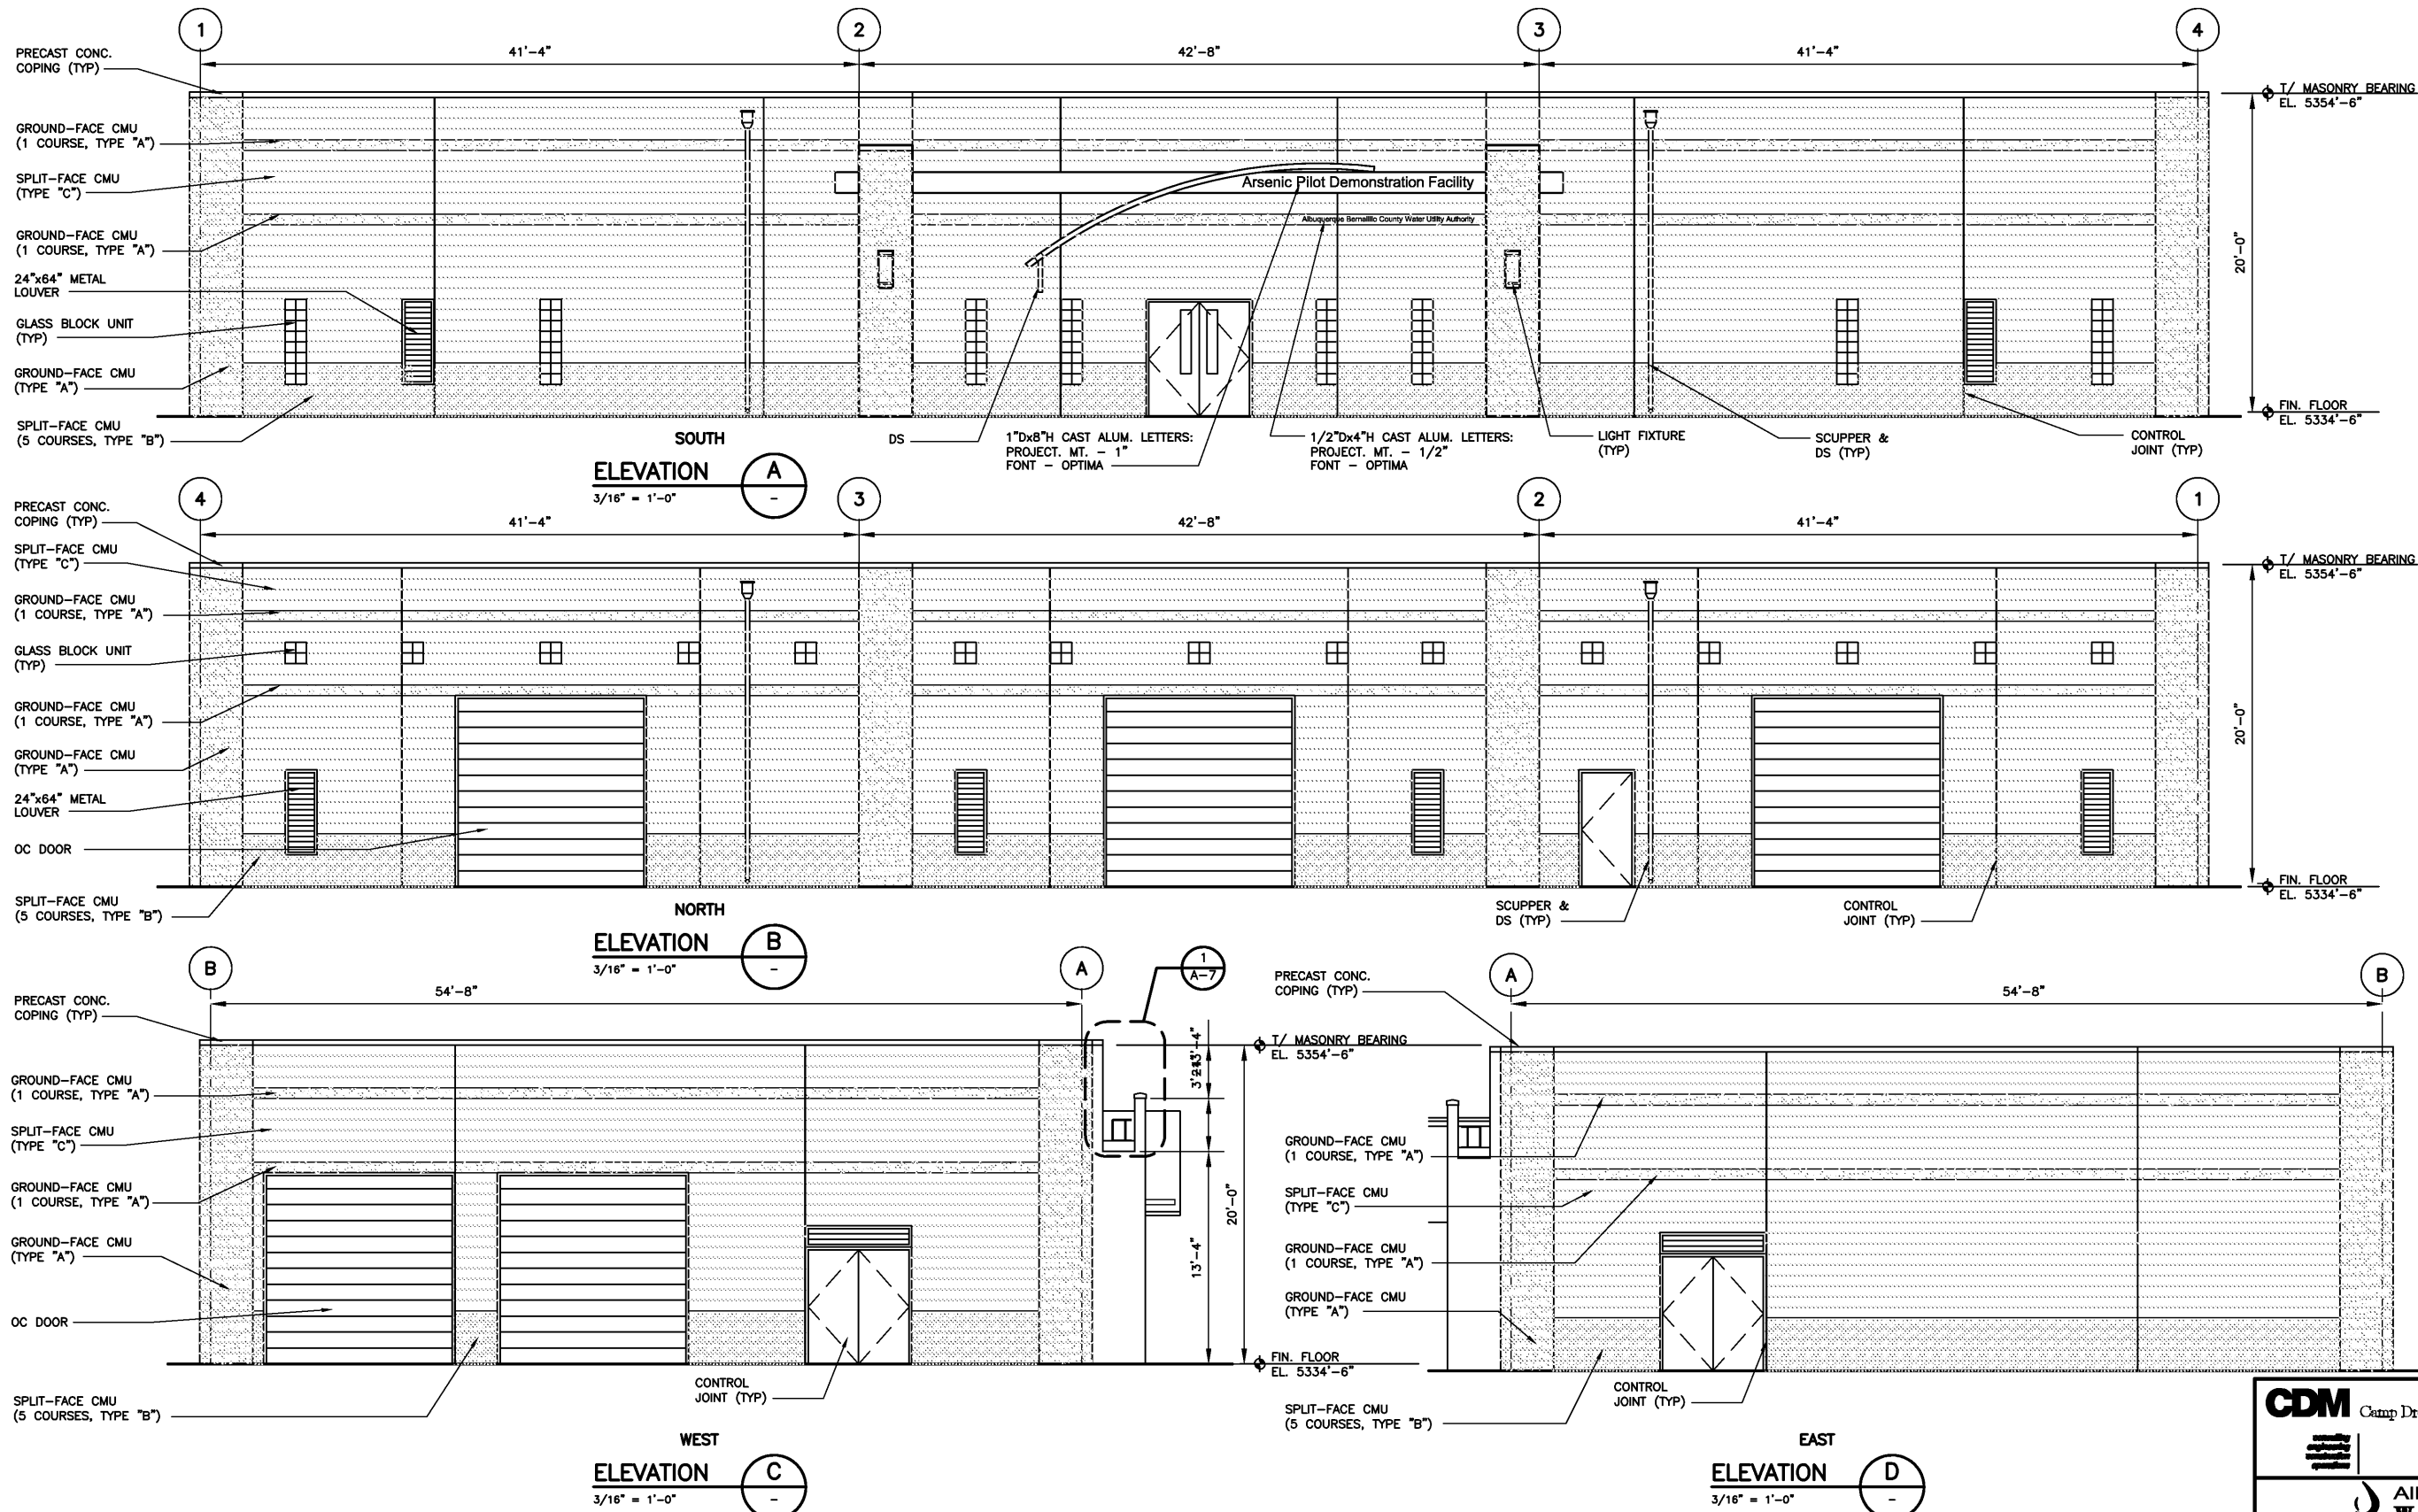 1
2
3
4
41'-4"
42'-8"
41'-4"
PRECAST CONC.
COPING (TYP)
T/ MASONRY BEARING
EL. 5354'-6"
GROUND-FACE CMU
(1 COURSE, TYPE "A")
SPLIT-FACE CMU
(TYPE "C")
Arsenic Pilot Demonstration Facility
Albuquerque Bernalillo County Water Utility Authority
GROUND-FACE CMU
(1 COURSE, TYPE "A")
20'-0"
24"x64" METAL
LOUVER
GLASS BLOCK UNIT
(TYP)
GROUND-FACE CMU
(TYPE "A")
SPLIT-FACE CMU
(5 COURSES, TYPE "B")
FIN. FLOOR
EL. 5334'-6"
DS
1"Dx8"H CAST ALUM. LETTERS:
PROJECT. MT. - 1"
FONT - OPTIMA
1/2"Dx4"H CAST ALUM. LETTERS:
PROJECT. MT. - 1/2"
FONT - OPTIMA
LIGHT FIXTURE
(TYP)
SCUPPER &
DS (TYP)
CONTROL
JOINT (TYP)
SOUTH
ELEVATION
A
-
3/16" = 1'-0"
4
3
2
1
41'-4"
42'-8"
41'-4"
PRECAST CONC.
COPING (TYP)
SPLIT-FACE CMU
(TYPE "C")
T/ MASONRY BEARING
EL. 5354'-6"
GROUND-FACE CMU
(1 COURSE, TYPE "A")
GLASS BLOCK UNIT
(TYP)
GROUND-FACE CMU
(1 COURSE, TYPE "A")
20'-0"
GROUND-FACE CMU
(TYPE "A")
24"x64" METAL
LOUVER
OC DOOR
SPLIT-FACE CMU
(5 COURSES, TYPE "B")
FIN. FLOOR
EL. 5334'-6"
SCUPPER &
DS (TYP)
CONTROL
JOINT (TYP)
NORTH
ELEVATION
B
-
3/16" = 1'-0"
B
A
54'-8"
1
A-7
PRECAST CONC.
COPING (TYP)
T/ MASONRY BEARING
EL. 5354'-6"
GROUND-FACE CMU
(1 COURSE, TYPE "A")
SPLIT-FACE CMU
(TYPE "C")
GROUND-FACE CMU
(1 COURSE, TYPE "A")
GROUND-FACE CMU
(TYPE "A")
OC DOOR
SPLIT-FACE CMU
(5 COURSES, TYPE "B")
20'-0"
13'-4"
FIN. FLOOR
EL. 5334'-6"
CONTROL
JOINT (TYP)
WEST
ELEVATION
C
-
3/16" = 1'-0"
A
B
54'-8"
PRECAST CONC.
COPING (TYP)
GROUND-FACE CMU
(1 COURSE, TYPE "A")
SPLIT-FACE CMU
(TYPE "C")
GROUND-FACE CMU
(1 COURSE, TYPE "A")
GROUND-FACE CMU
(TYPE "A")
SPLIT-FACE CMU
(5 COURSES, TYPE "B")
CONTROL
JOINT (TYP)
EAST
ELEVATION
D
-
3/16" = 1'-0"
CDM
Camp
consulting
engineering
construction
operations